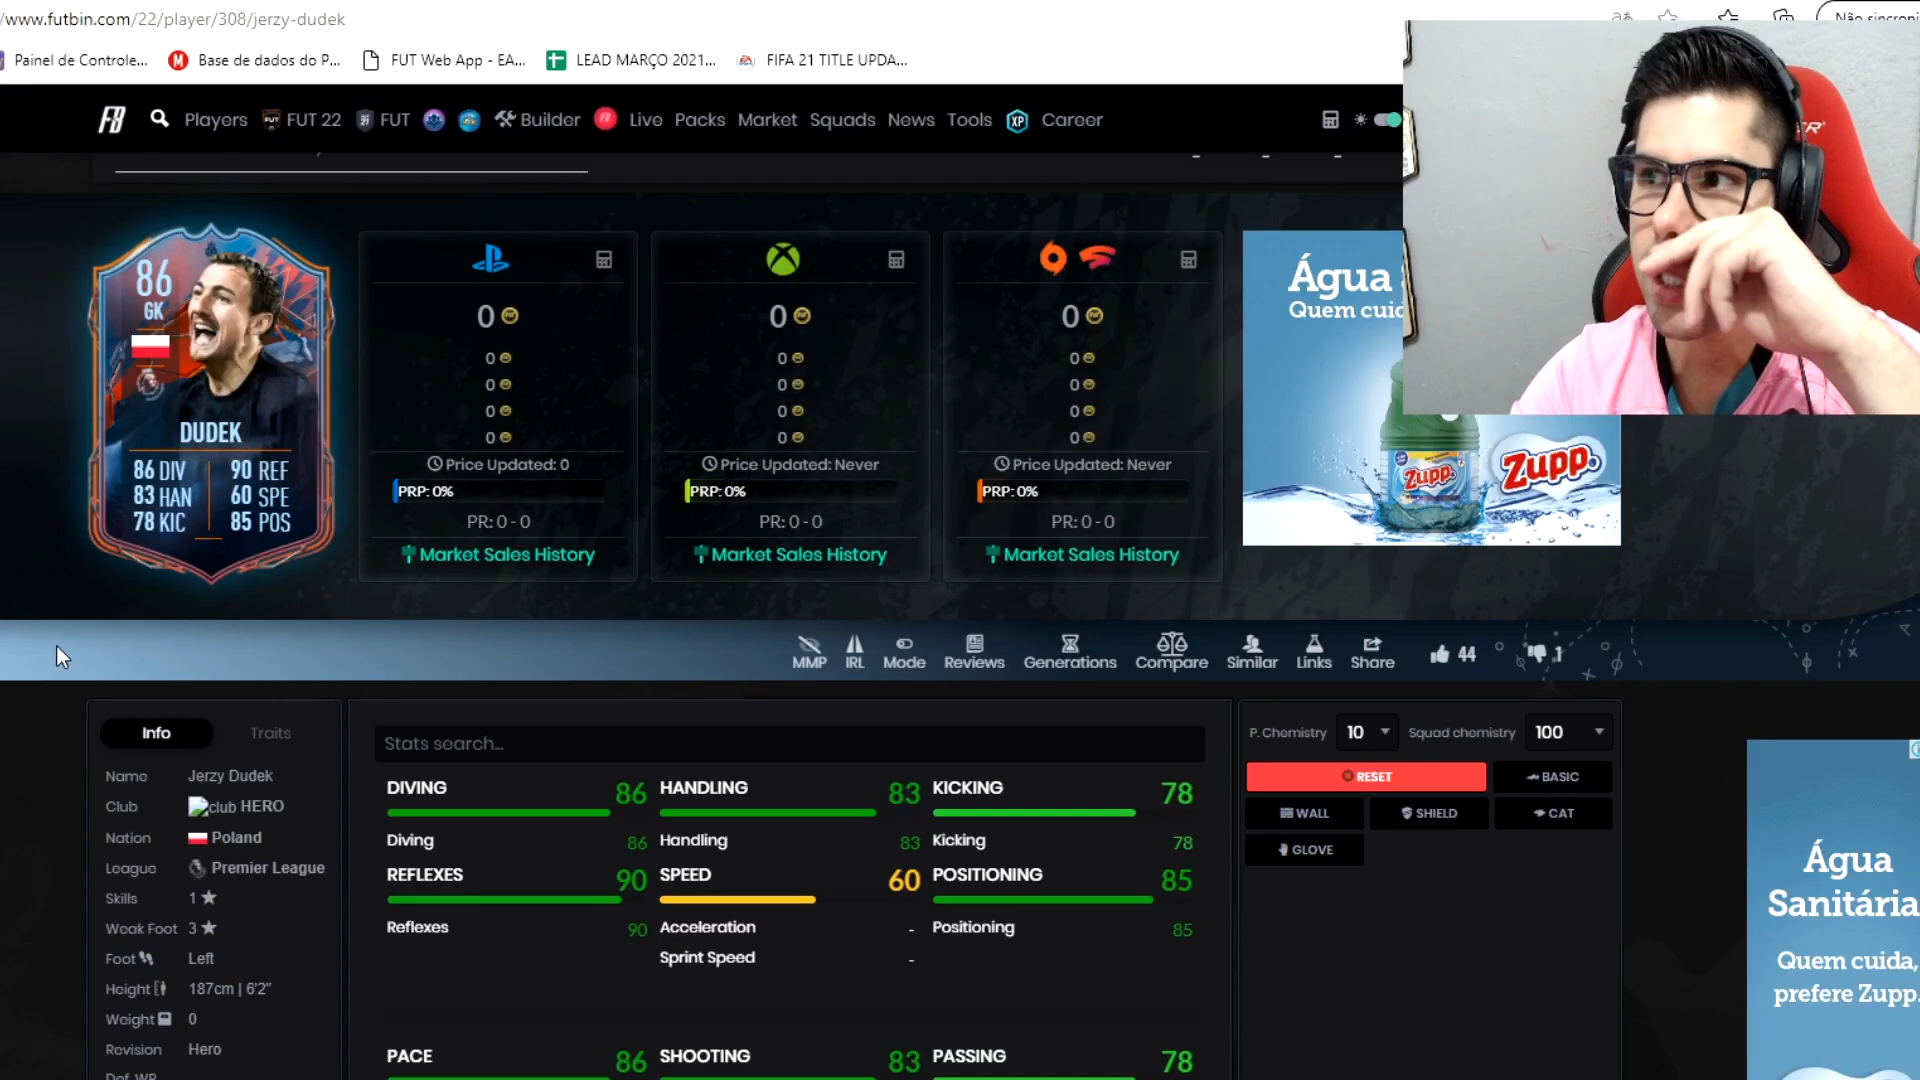 /www.futbin.com/22/player/308/jerzy-dudek
Não sincroni
Painel de Controle...
Base de dados do P...
FUT Web App - EA...
LEAD MARÇO 2021...
FIFA 21 TITLE UPDA...
Players
FUT 22
FUT
Builder
Live
Packs
Market
Squads
News
Tools
XP
Career
86
GK
DUDEK
86 DIV
90 REF
83 HAN
60 SPE
78 KIC
85 POS
0
0
0
0
0
Price Updated: 0
PRP: 0%
PR: 0 - 0
Market Sales History
0
0
0
0
0
Price Updated: Never
PRP: 0%
PR: 0 - 0
Market Sales History
0
0
0
0
0
Price Updated: Never
PRP: 0%
PR: 0 - 0
Market Sales History
Água
Quem cuid
Zupp.
Zupp.
MMP
IRL
Mode
Reviews
Generations
Compare
Similar
Links
Share
44
1
Info
Traits
Name Jerzy Dudek
Club club HERO
Nation Poland
League Premier League
Skills 1
Weak Foot 3
Foot Left
Height 187cm | 6'2"
Weight 0
Revision Hero
Def. WR
Stats search...
DIVING 86
HANDLING 83
KICKING 78
Diving 86
Handling 83
Kicking 78
REFLEXES 90
SPEED 60
POSITIONING 85
Reflexes 90
Acceleration -
Positioning 85
Sprint Speed -
PACE 86
SHOOTING 83
PASSING 78
P. Chemistry 10
Squad chemistry 100
RESET
BASIC
WALL
SHIELD
CAT
GLOVE
Água
Sanitária
Quem cuida,
prefere Zupp.